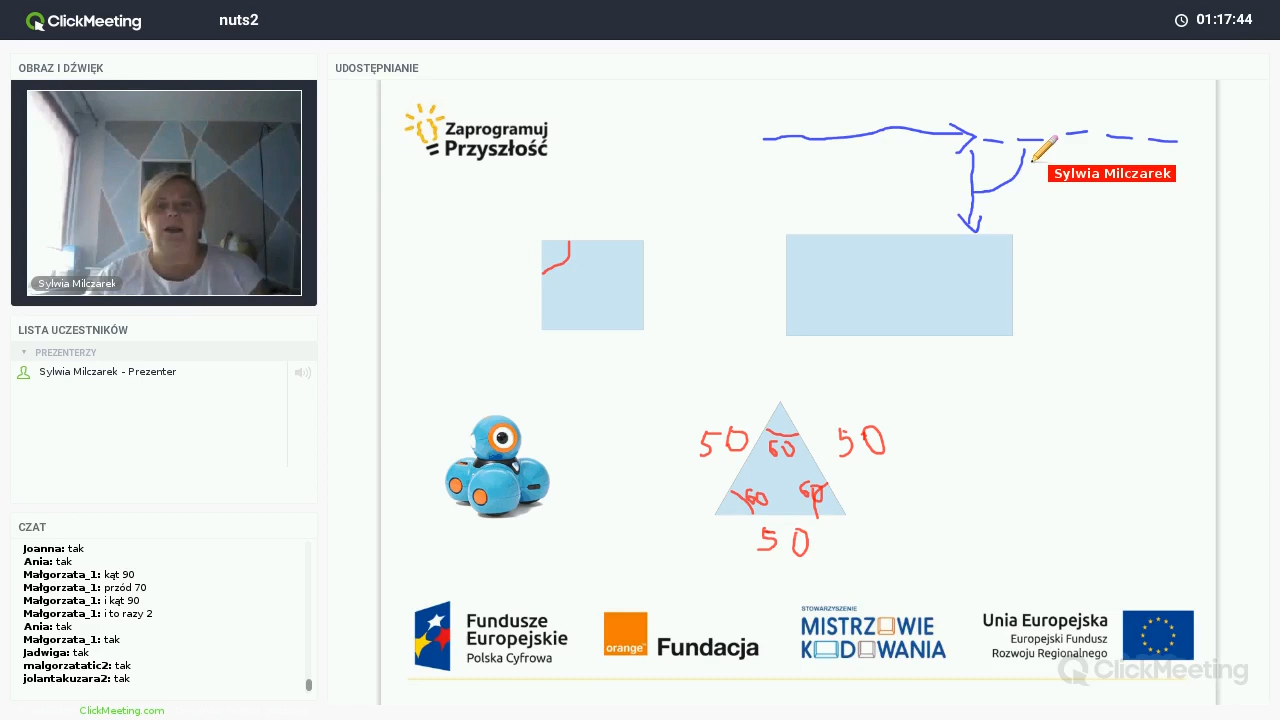 ClickMeeting
nuts2
01:17:44
OBRAZ I DŹWIĘK
Sylwia Milczarek
LISTA UCZESTNIKÓW
PREZENTERZY
Sylwia Milczarek - Prezenter
CZAT
Joanna: tak
Ania: tak
Małgorzata_1: kąt 90
Małgorzata_1: przód 70
Małgorzata_1: i kąt 90
Małgorzata_1: i to razy 2
Ania: tak
Małgorzata_1: tak
Jadwiga: tak
malgorzatatic2: tak
jolantakuzara2: tak
ClickMeeting.com
UDOSTĘPNIANIE
Zaprogramuj
Przyszłość
Sylwia Milczarek
50
60
50
60
60
50
Fundusze
Europejskie
Polska Cyfrowa
orange™
Fundacja
STOWARZYSZENIE
MISTRZOWIE
KODOWANIA
Unia Europejska
Europejski Fundusz
Rozwoju Regionalnego
ClickMeeting